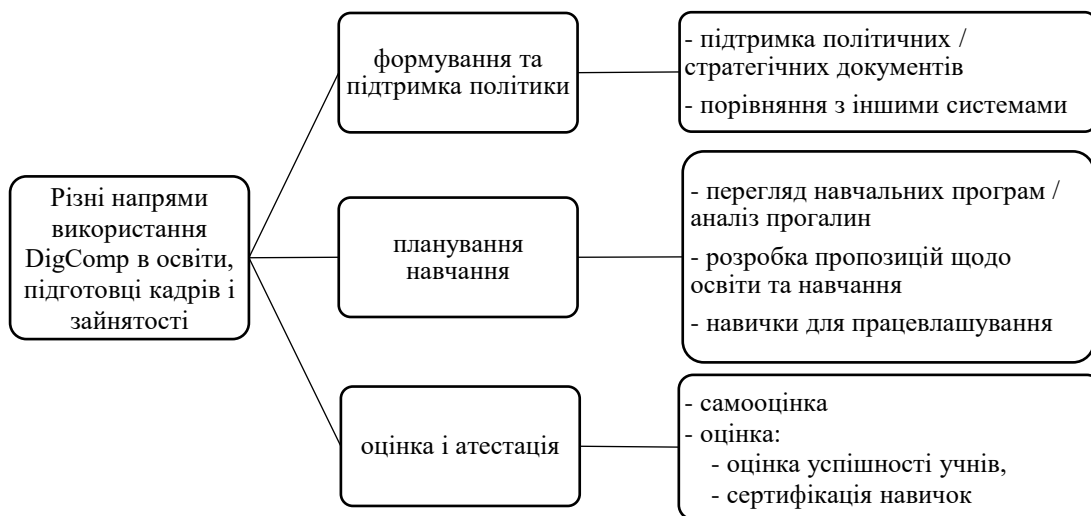 Різні напрями
використання
DigComp в освіти,
підготовці кадрів і
зайнятості
формування та
підтримка політики
- підтримка політичних /
стратегічних документів
- порівняння з іншими системами
планування
навчання
- перегляд навчальних програм /
аналіз прогалин
- розробка пропозицій щодо
освіти та навчання
- навички для працевлашування
оцінка і атестація
- самооцінка
- оцінка:
- оцінка успішності учнів,
- сертифікація навичок